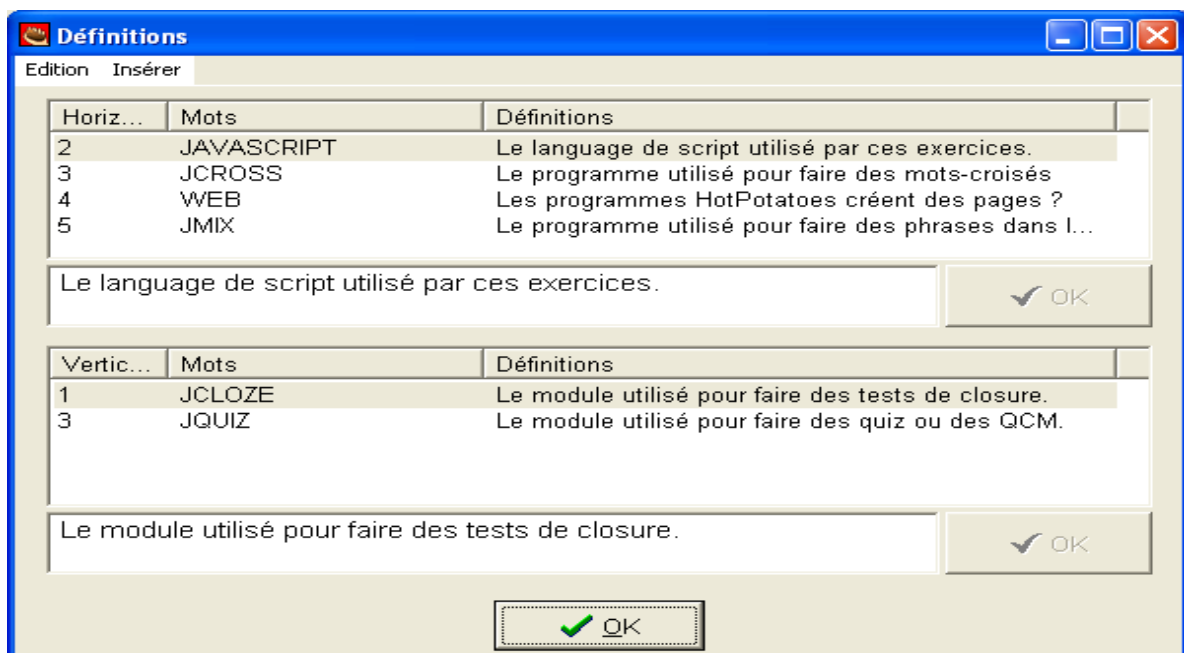 Définitions
Edition Insérer
Horiz... Mots Définitions
2 JAVASCRIPT Le language de script utilisé par ces exercices.
3 JCROSS Le programme utilisé pour faire des mots-croisés
4 WEB Les programmes HotPotatoes créent des pages ?
5 JMIX Le programme utilisé pour faire des phrases dans l...
Le language de script utilisé par ces exercices.
OK
Vertic... Mots Définitions
1 JCLOZE Le module utilisé pour faire des tests de closure.
3 JQUIZ Le module utilisé pour faire des quiz ou des QCM.
Le module utilisé pour faire des tests de closure.
OK
OK